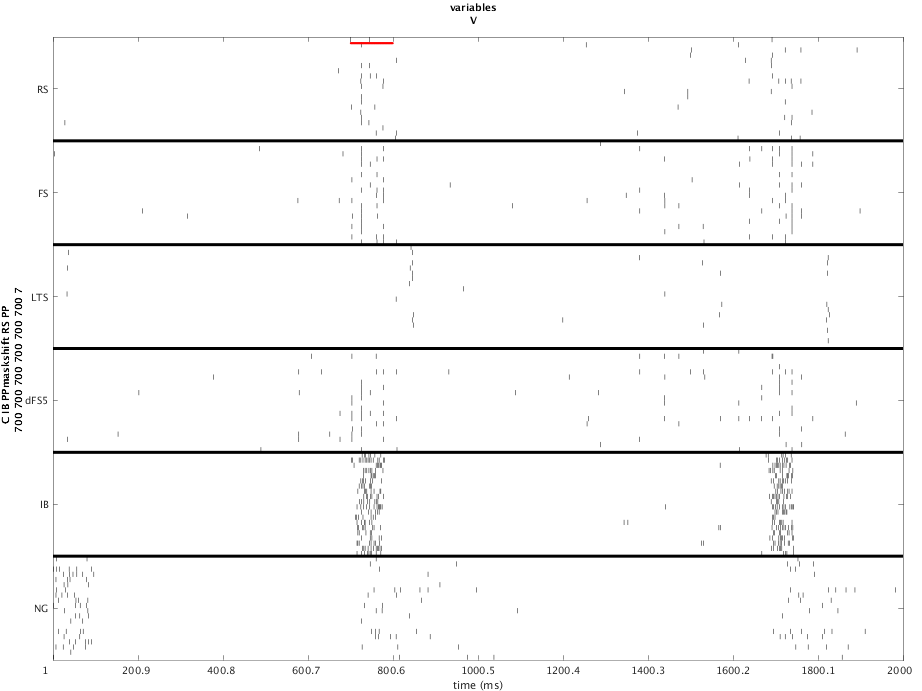 variables
V
C IB PPmaskshift RS PP
700 700 700 700 700 700 7
RS
FS
LTS
dFS5
IB
NG
1 200.9 400.8 600.7 800.6 1000.5 1200.4 1400.3 1600.2 1800.1 2000
time (ms)